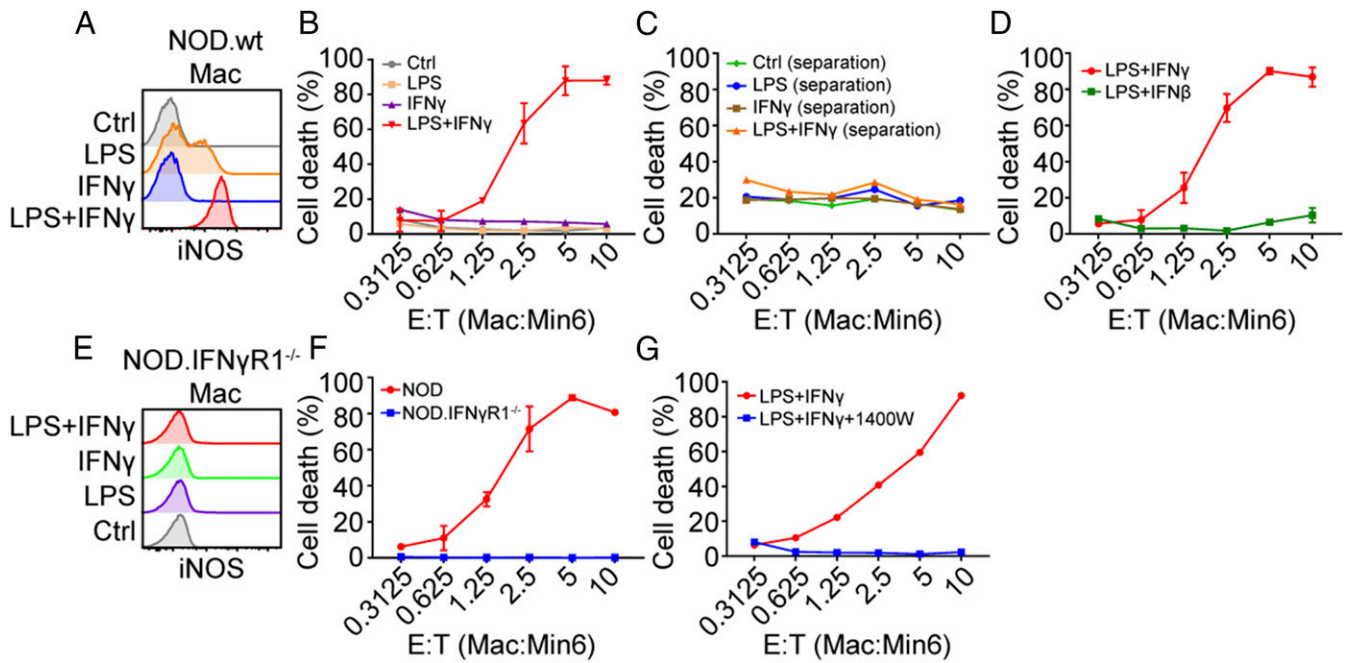 A
NOD.wt
Mac
Ctrl
LPS
IFNγ
LPS+IFNγ
iNOS
B
Cell death (%)
100
80
60
40
20
0
Ctrl
LPS
IFNγ
LPS+IFNγ
0.3125
0.625
1.25
2.5
5
10
E:T (Mac:Min6)
C
Cell death (%)
100
80
60
40
20
0
Ctrl (separation)
LPS (separation)
IFNγ (separation)
LPS+IFNγ (separation)
0.3125
0.625
1.25
2.5
5
10
E:T (Mac:Min6)
D
Cell death (%)
100
80
60
40
20
0
LPS+IFNγ
LPS+IFNβ
0.3125
0.625
1.25
2.5
5
10
E:T (Mac:Min6)
E
NOD.IFNγR1-/-
Mac
LPS+IFNγ
IFNγ
LPS
Ctrl
iNOS
F
Cell death (%)
100
80
60
40
20
0
NOD
NOD.IFNγR1-/-
0.3125
0.625
1.25
2.5
5
10
E:T (Mac:Min6)
G
Cell death (%)
100
80
60
40
20
0
LPS+IFNγ
LPS+IFNγ+1400W
0.3125
0.625
1.25
2.5
5
10
E:T (Mac:Min6)